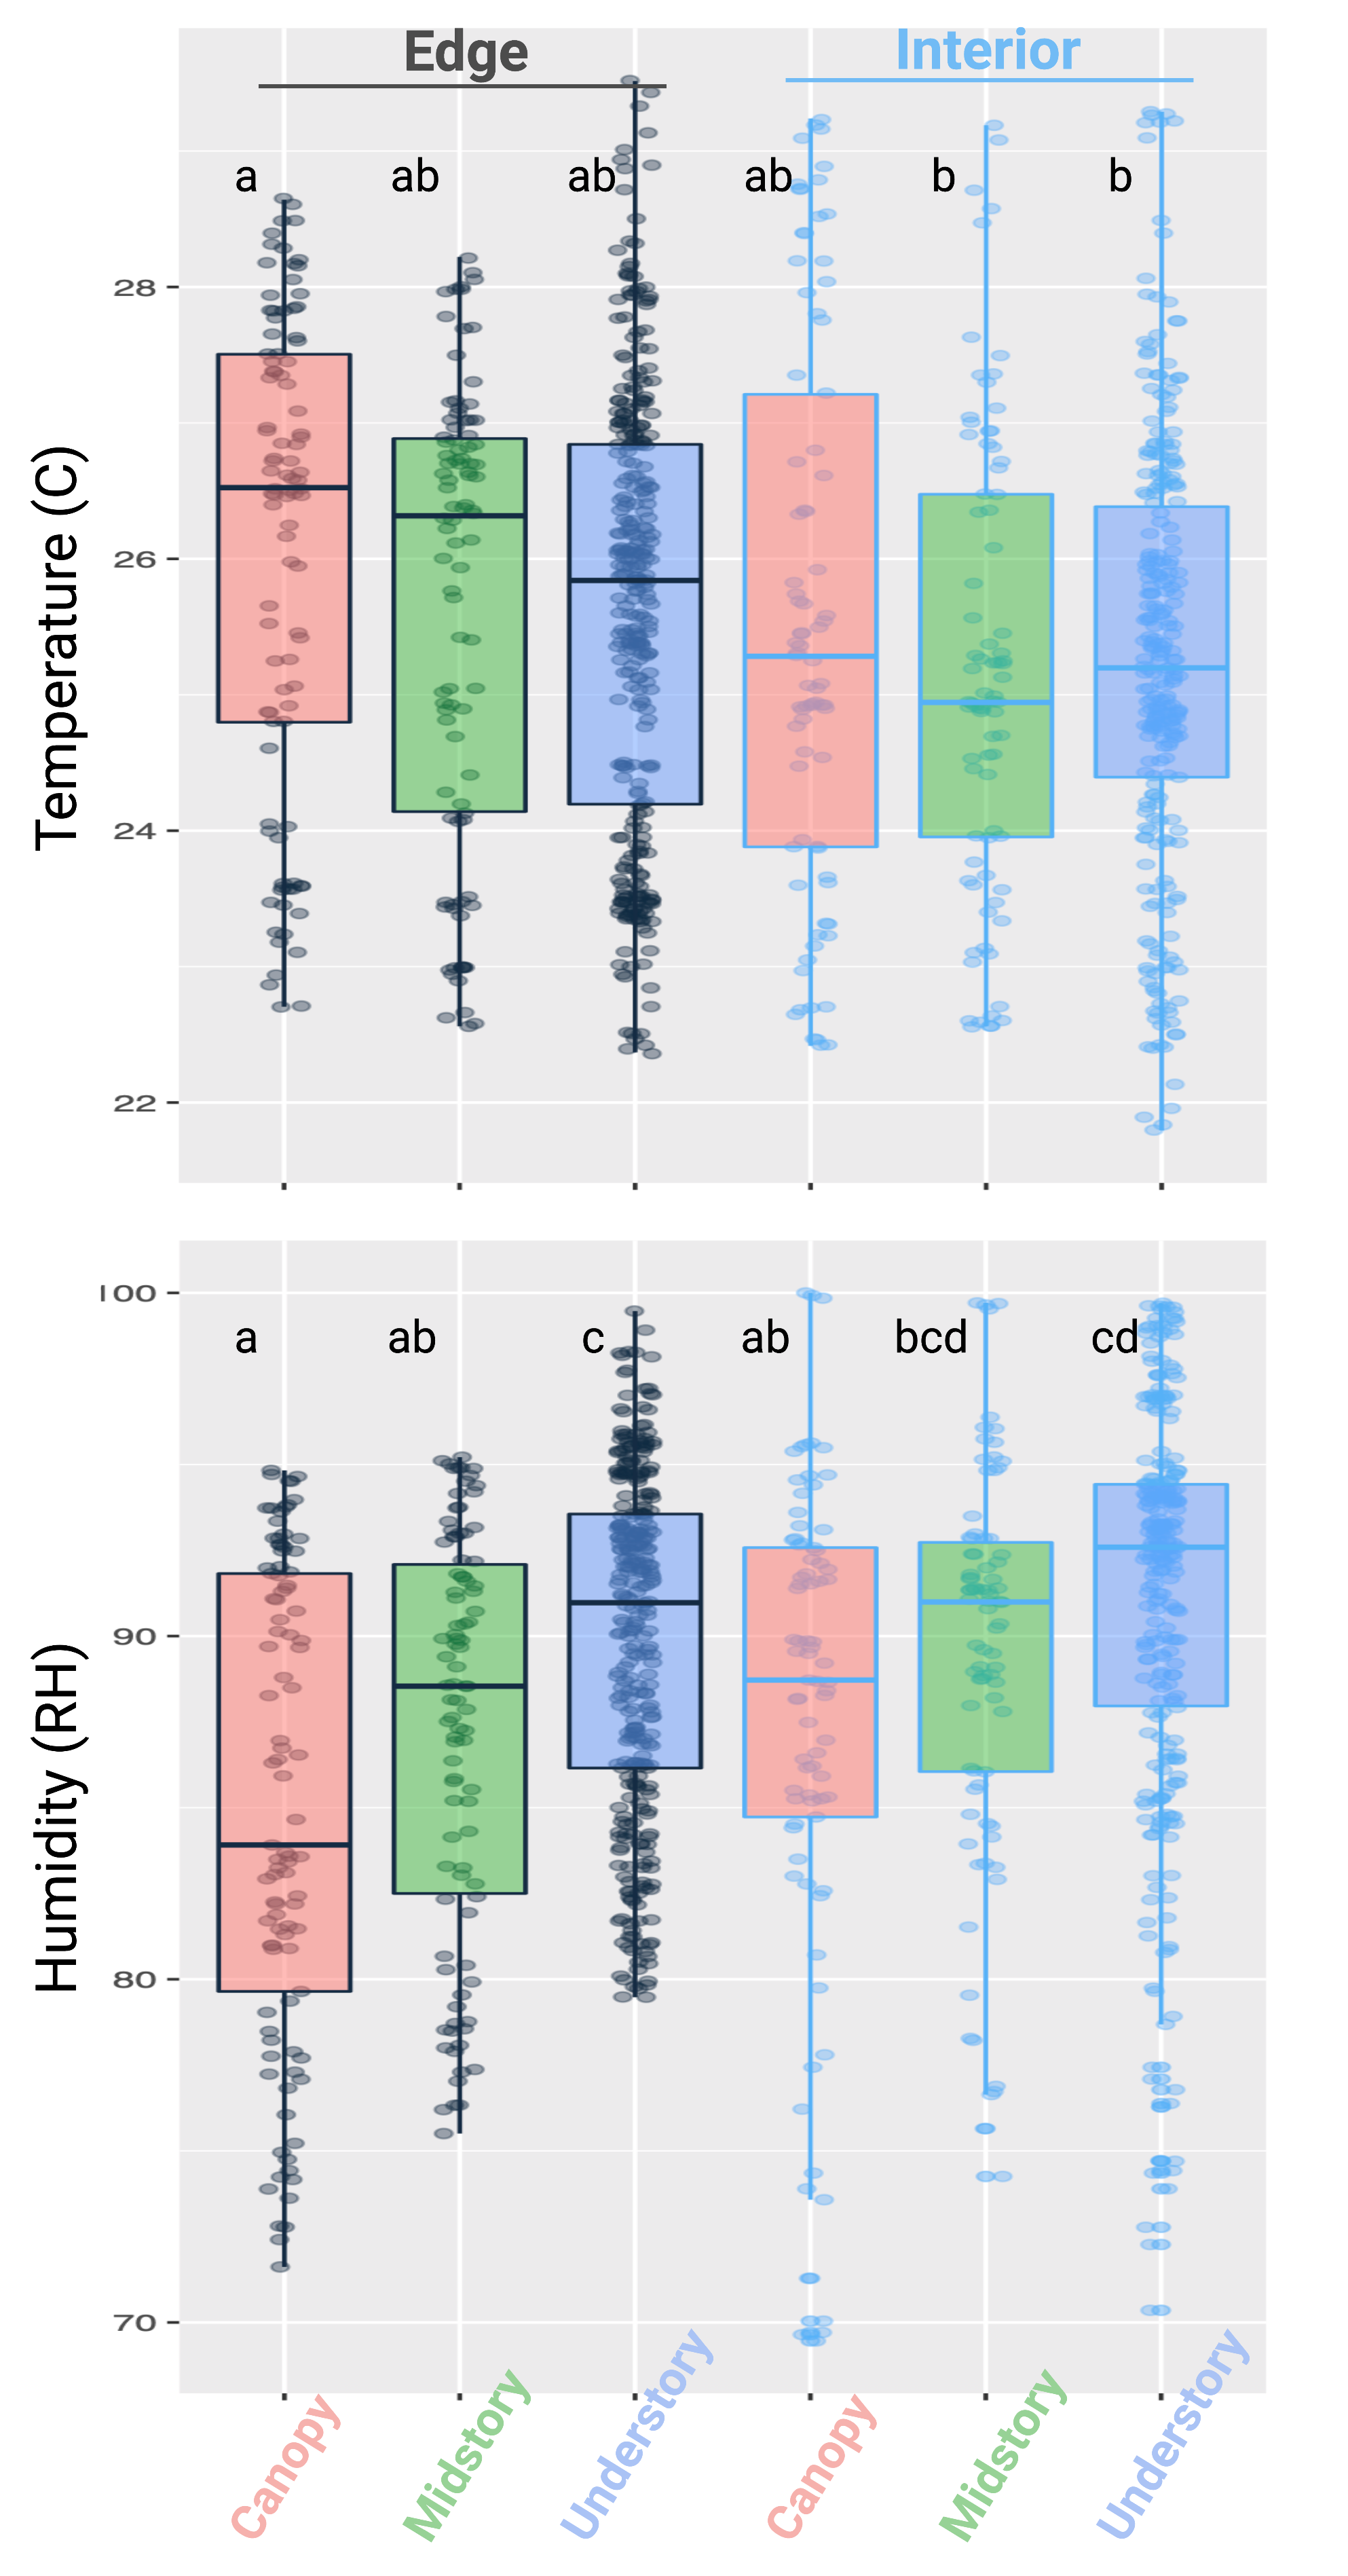 Edge Interior
a ab ab ab b b
28
26
24
22
Temperature (C)
100
a ab c ab bcd cd
90
80
70
Humidity (RH)
Canopy Midstory Understory Canopy Midstory Understory